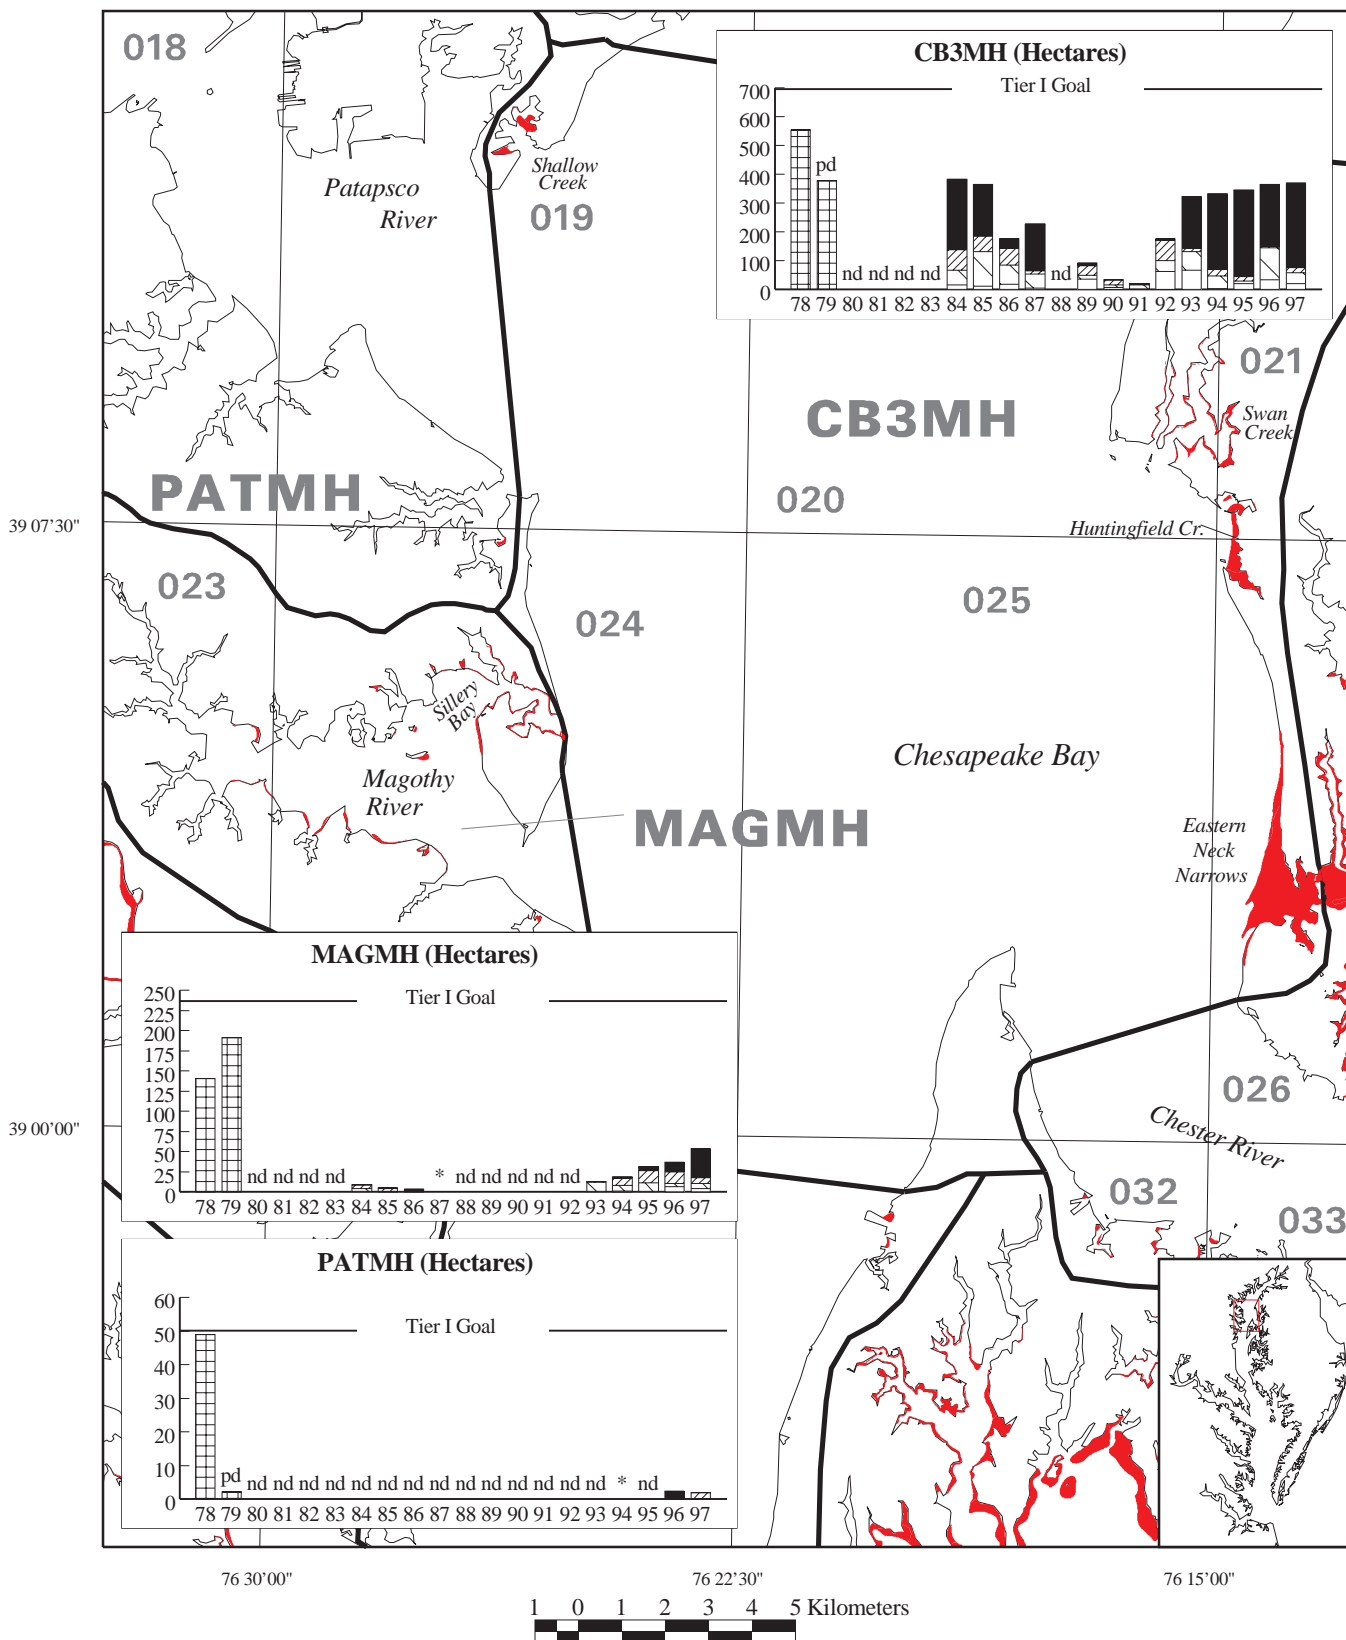 018
CB3MH (Hectares)
Tier I Goal
700
600
500
400
300
200
100
0
pd
nd nd nd nd
nd
78 79 80 81 82 83 84 85 86 87 88 89 90 91 92 93 94 95 96 97
Shallow
Creek
Patapsco
River
019
021
CB3MH
Swan
Creek
PATMH
020
39 07'30"
Huntingfield Cr.
023
025
024
Sillery
Bay
Chesapeake Bay
Magothy
River
MAGMH
Eastern
Neck
Narrows
MAGMH (Hectares)
Tier I Goal
250
225
200
175
150
125
100
75
50
25
0
nd nd nd nd
*
nd nd nd nd nd
78 79 80 81 82 83 84 85 86 87 88 89 90 91 92 93 94 95 96 97
026
Chester River
39 00'00"
032
033
PATMH (Hectares)
Tier I Goal
60
50
40
30
20
10
0
pd nd nd nd nd nd nd nd nd nd nd nd nd nd nd * nd
78 79 80 81 82 83 84 85 86 87 88 89 90 91 92 93 94 95 96 97
76 30'00"
76 22'30"
76 15'00"
1 0 1 2 3 4 5 Kilometers